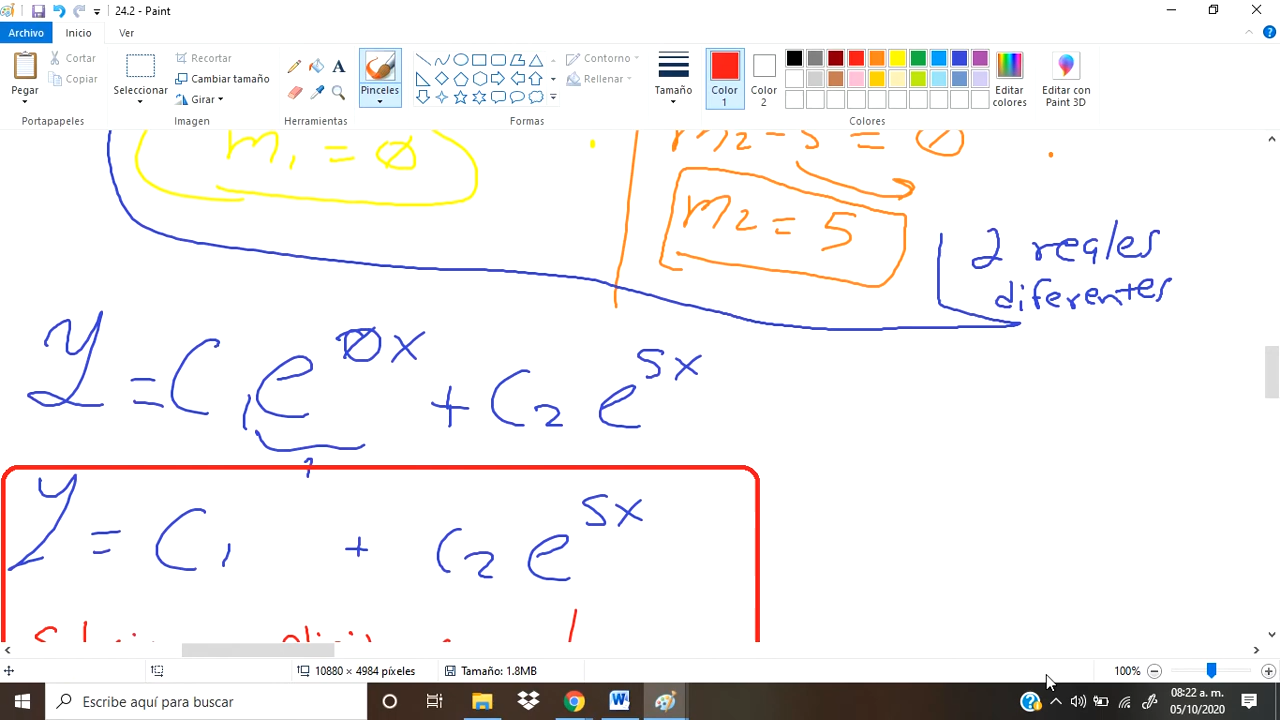 24.2 - Paint
Archivo Inicio Ver
Pegar
Cortar
Copiar
Portapapeles
Seleccionar
Recortar
Cambiar tamaño
Girar
Imagen
A
Herramientas
Pinceles
Contorno
Rellenar
Formas
Tamaño
Color 1
Color 2
Editar colores
Editar con Paint 3D
Colores
m₁ = 0
m₂ - 5 = 0
m₂ = 5
2 reales
diferentes
y = C₁e^0x + C₂e^5x
1
y = C₁ + C₂e^5x
10880 × 4984 píxeles
Tamaño: 1.8MB
100%
Escribe aquí para buscar
08:22 a. m.
05/10/2020